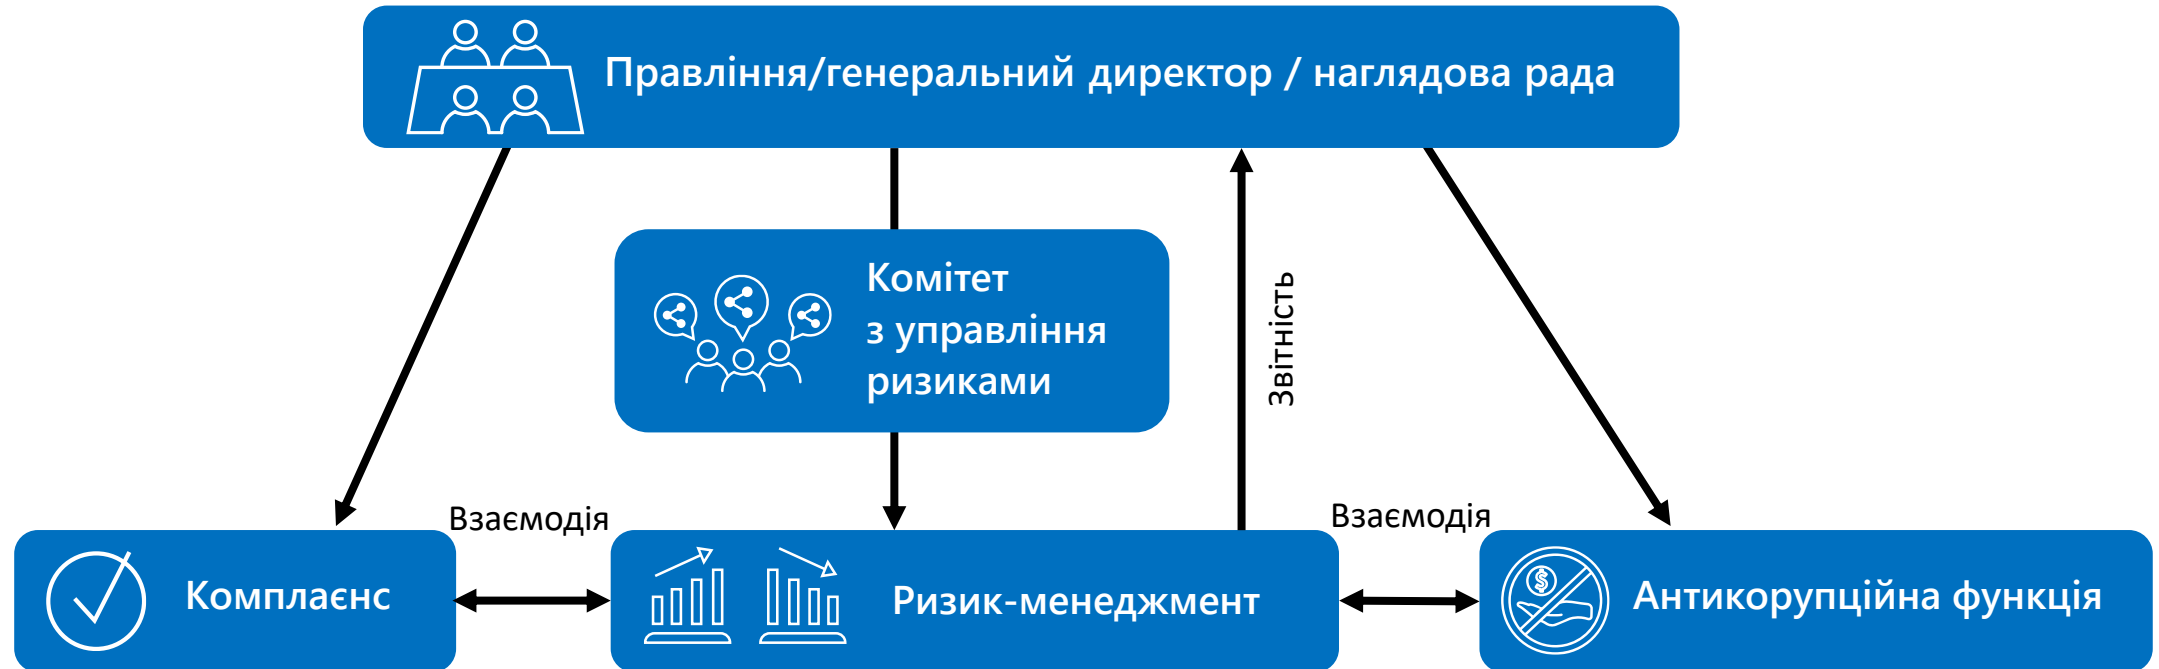 Правління/генеральний директор / наглядова рада
Комітет
з управління
ризиками
Звітність
Взаємодія
Взаємодія
Комплаєнс
Ризик-менеджмент
Антикорупційна функція